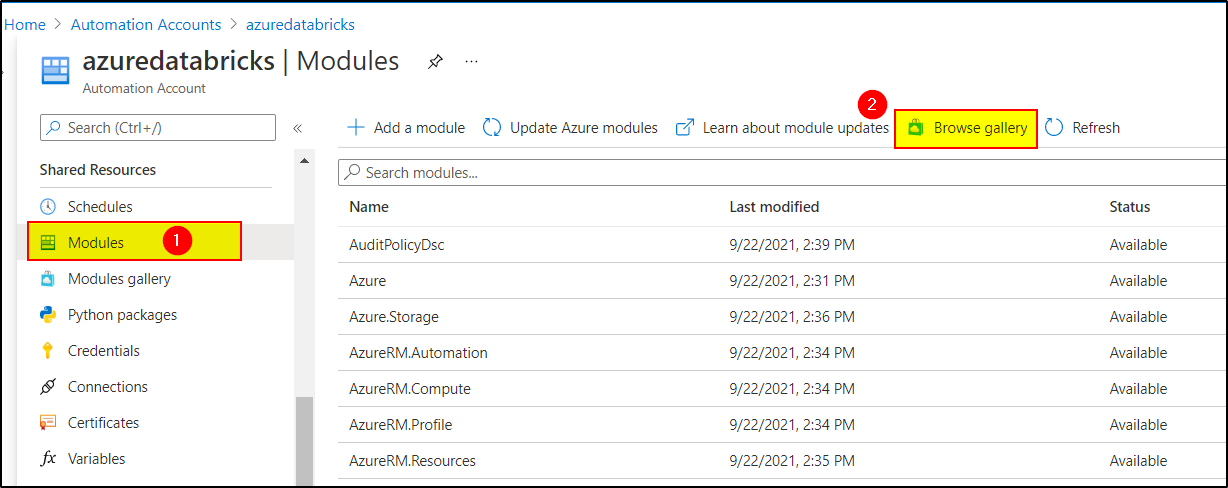 Home > Automation Accounts > azuredatabricks
azuredatabricks | Modules ...
Automation Account
Search (Ctrl+/) «
Shared Resources
Schedules
1
Modules
Modules gallery
Python packages
Credentials
Connections
Certificates
fx Variables
2
+ Add a module Update Azure modules Learn about module updates Browse gallery Refresh
Search modules...
Name Last modified Status
AuditPolicyDsc 9/22/2021, 2:39 PM Available
Azure 9/22/2021, 2:31 PM Available
Azure.Storage 9/22/2021, 2:36 PM Available
AzureRM.Automation 9/22/2021, 2:34 PM Available
AzureRM.Compute 9/22/2021, 2:34 PM Available
AzureRM.Profile 9/22/2021, 2:34 PM Available
AzureRM.Resources 9/22/2021, 2:35 PM Available